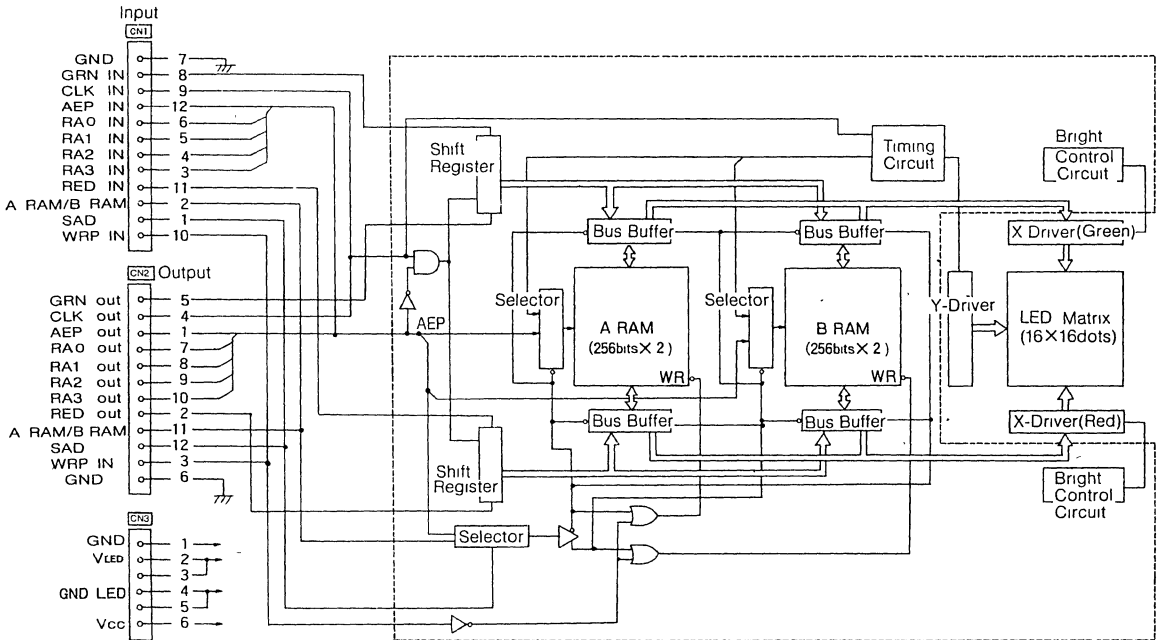 Input
CN1
GND 7
GRN IN 8
CLK IN 9
AEP IN 12
RA0 IN 6
RA1 IN 5
RA2 IN 4
RA3 IN 3
RED IN 11
A RAM/B RAM 2
SAD 1
WRP IN 10
CN2 Output
GRN out 5
CLK out 4
AEP out 1
RA0 out 7
RA1 out 8
RA2 out 9
RA3 out 10
RED out 2
A RAM/B RAM 11
SAD 12
WRP IN 3
GND 6
CN3
GND 1
VLED 2
3
GND LED 4
5
Vcc 6
Shift
Register
AEP
Shift
Register
Selector
Timing
Circuit
Bright
Control
Circuit
Bus Buffer
Bus Buffer
X Driver(Green)
Selector
A RAM
(256bits×2)
WR
Selector
B RAM
(256bits×2)
WR
Y-Driver
LED Matrix
(16×16dots)
Bus Buffer
Bus Buffer
X-Driver(Red)
Bright
Control
Circuit